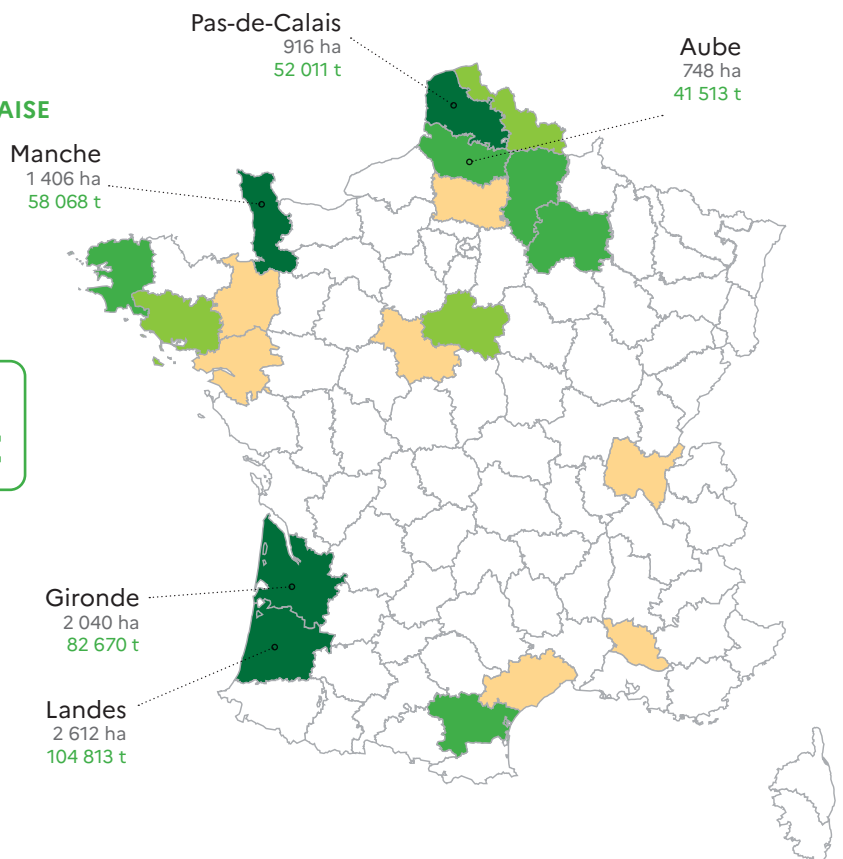 Pas-de-Calais
916 ha
52 011 t
Aube
748 ha
41 513 t
AISE
Manche
1 406 ha
58 068 t
Gironde
2 040 ha
82 670 t
Landes
2 612 ha
104 813 t